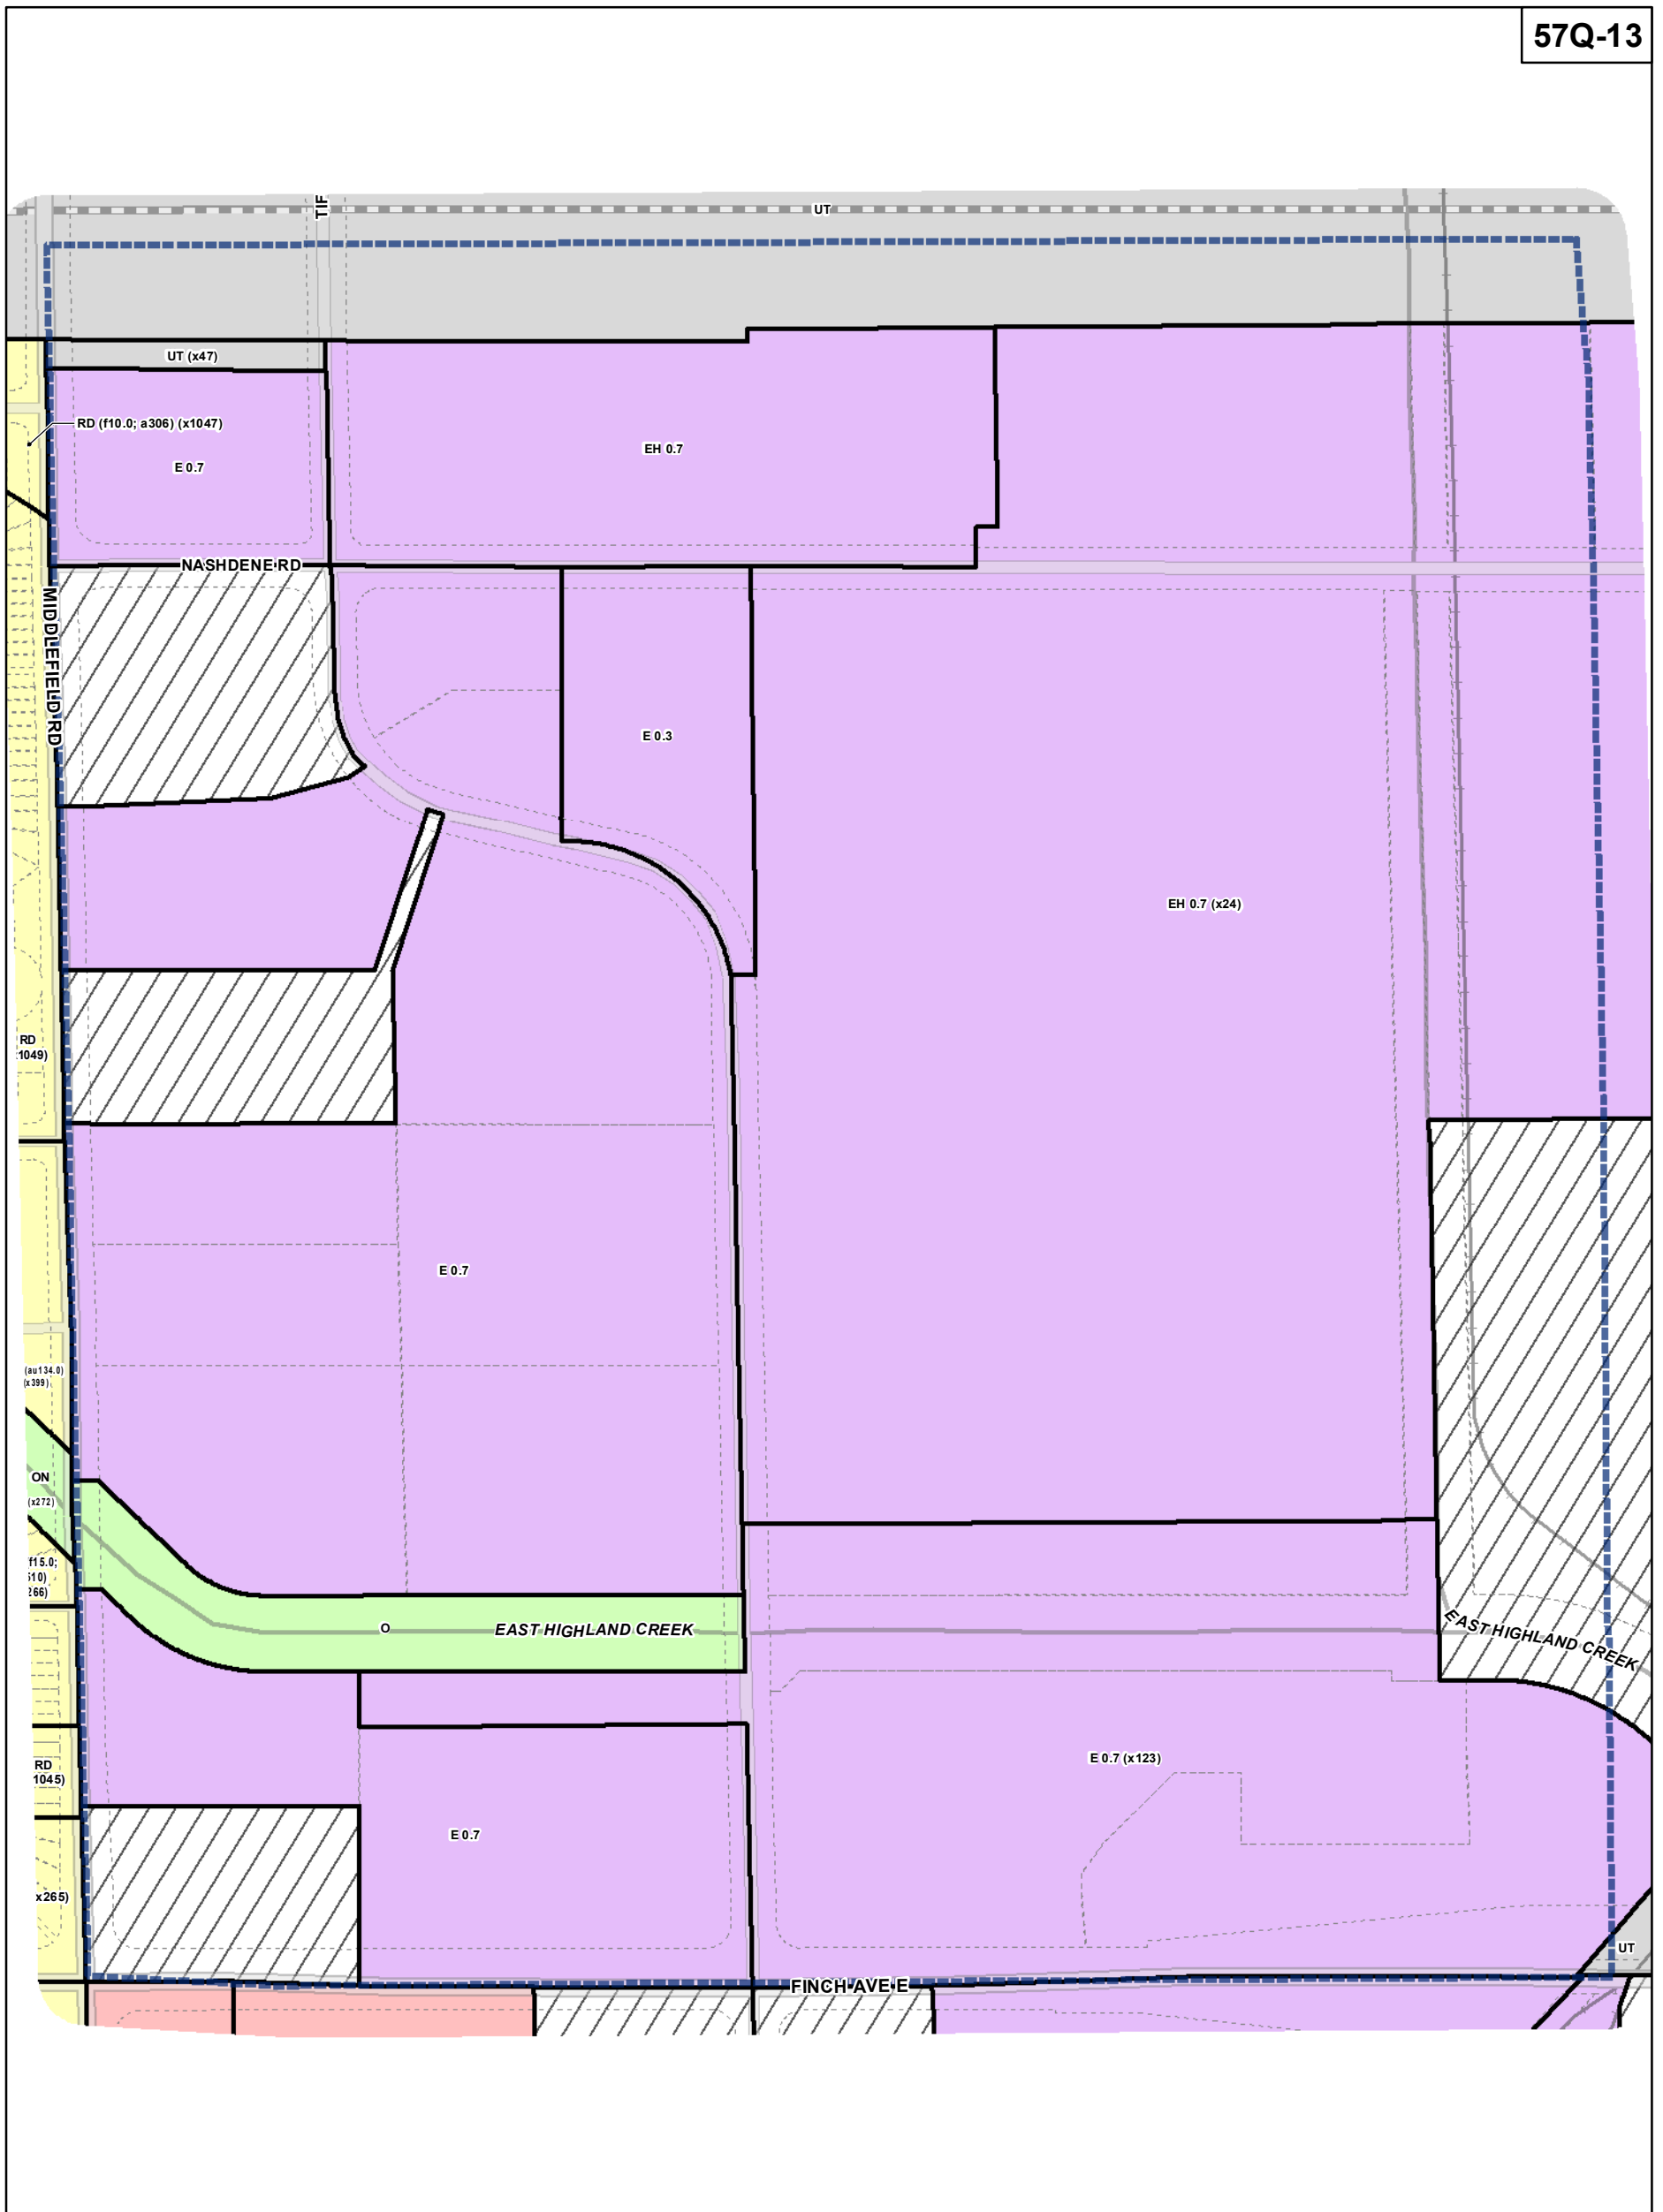 57Q-13
TIF
UT
UT (x47)
RD (f10.0; a306) (x1047)
E 0.7
EH 0.7
NASHDENE RD
MIDDLEFIELD RD
E 0.3
EH 0.7 (x24)
RD
1049)
E 0.7
(au134.0)
(x399)
ON
(x272)
f15.0;
510)
266)
O
EAST HIGHLAND CREEK
EAST HIGHLAND CREEK
RD
1045)
E 0.7 (x123)
E 0.7
x265)
UT
FINCH AVE E